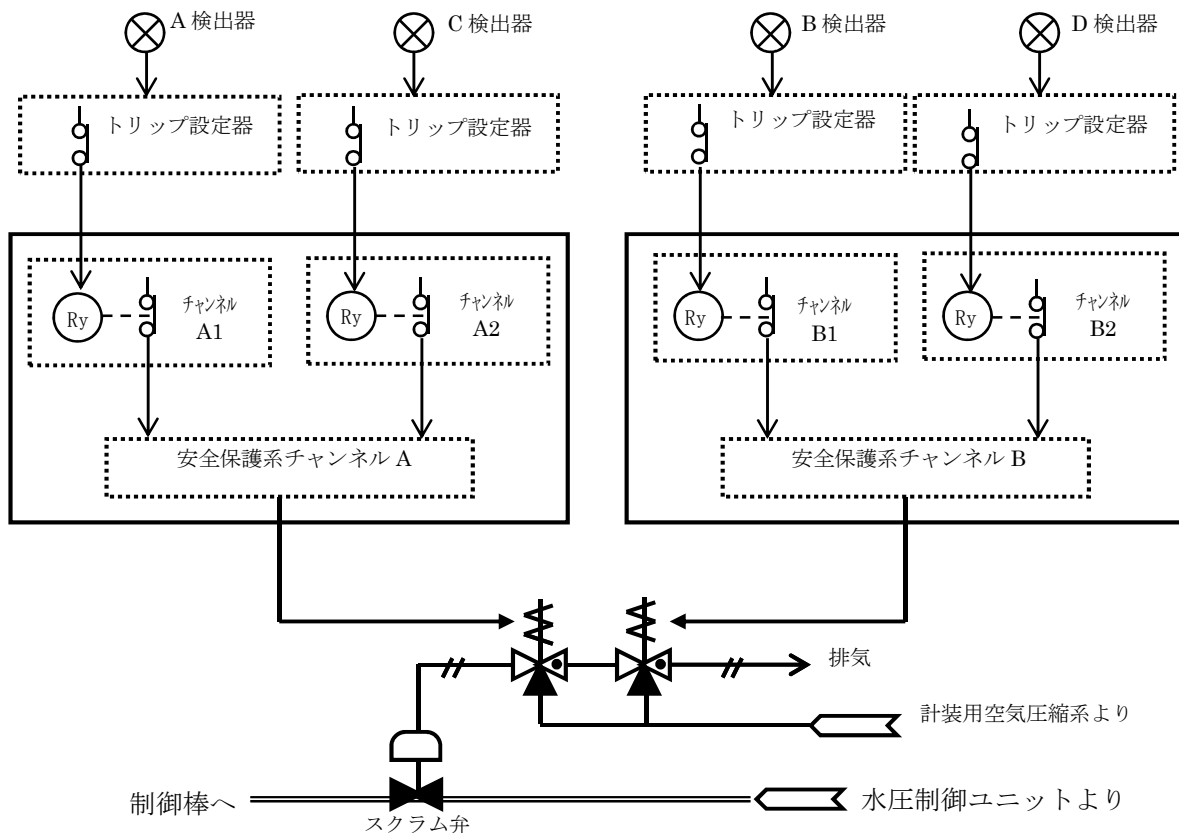 A 検出器
C 検出器
B 検出器
D 検出器
トリップ設定器
トリップ設定器
トリップ設定器
トリップ設定器
Ry
チャンネル
A1
Ry
チャンネル
A2
Ry
チャンネル
B1
Ry
チャンネル
B2
安全保護系チャンネル A
安全保護系チャンネル B
排気
計装用空気圧縮系より
制御棒へ
水圧制御ユニットより
スクラム弁